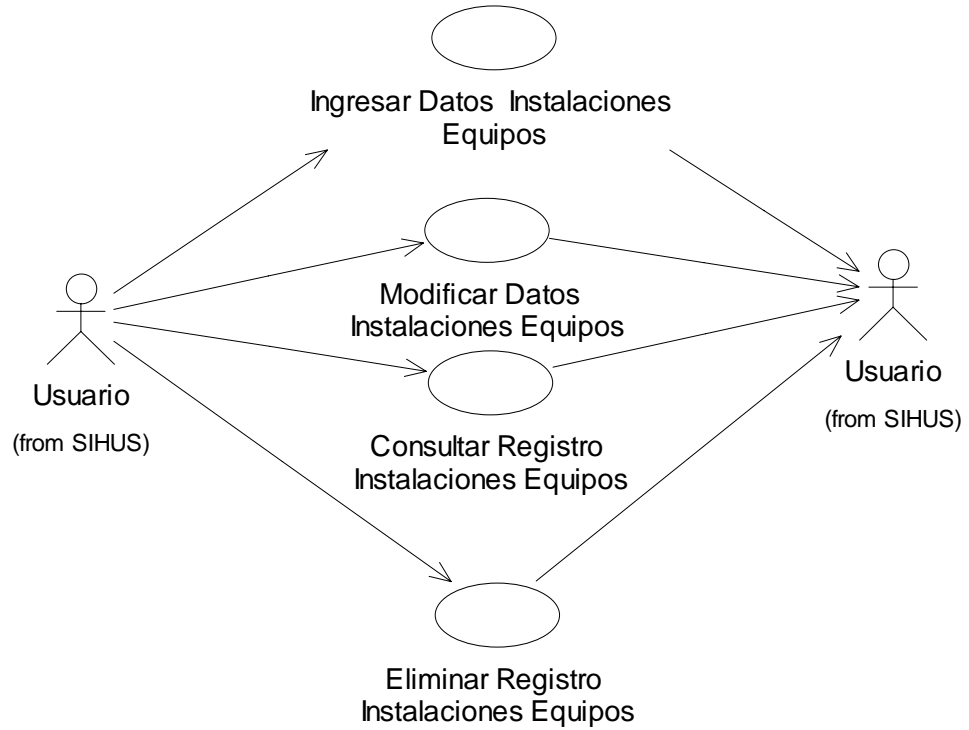 Ingresar Datos Instalaciones
Equipos
Modificar Datos
Instalaciones Equipos
Usuario
(from SIHUS)
Usuario
(from SIHUS)
Consultar Registro
Instalaciones Equipos
Eliminar Registro
Instalaciones Equipos